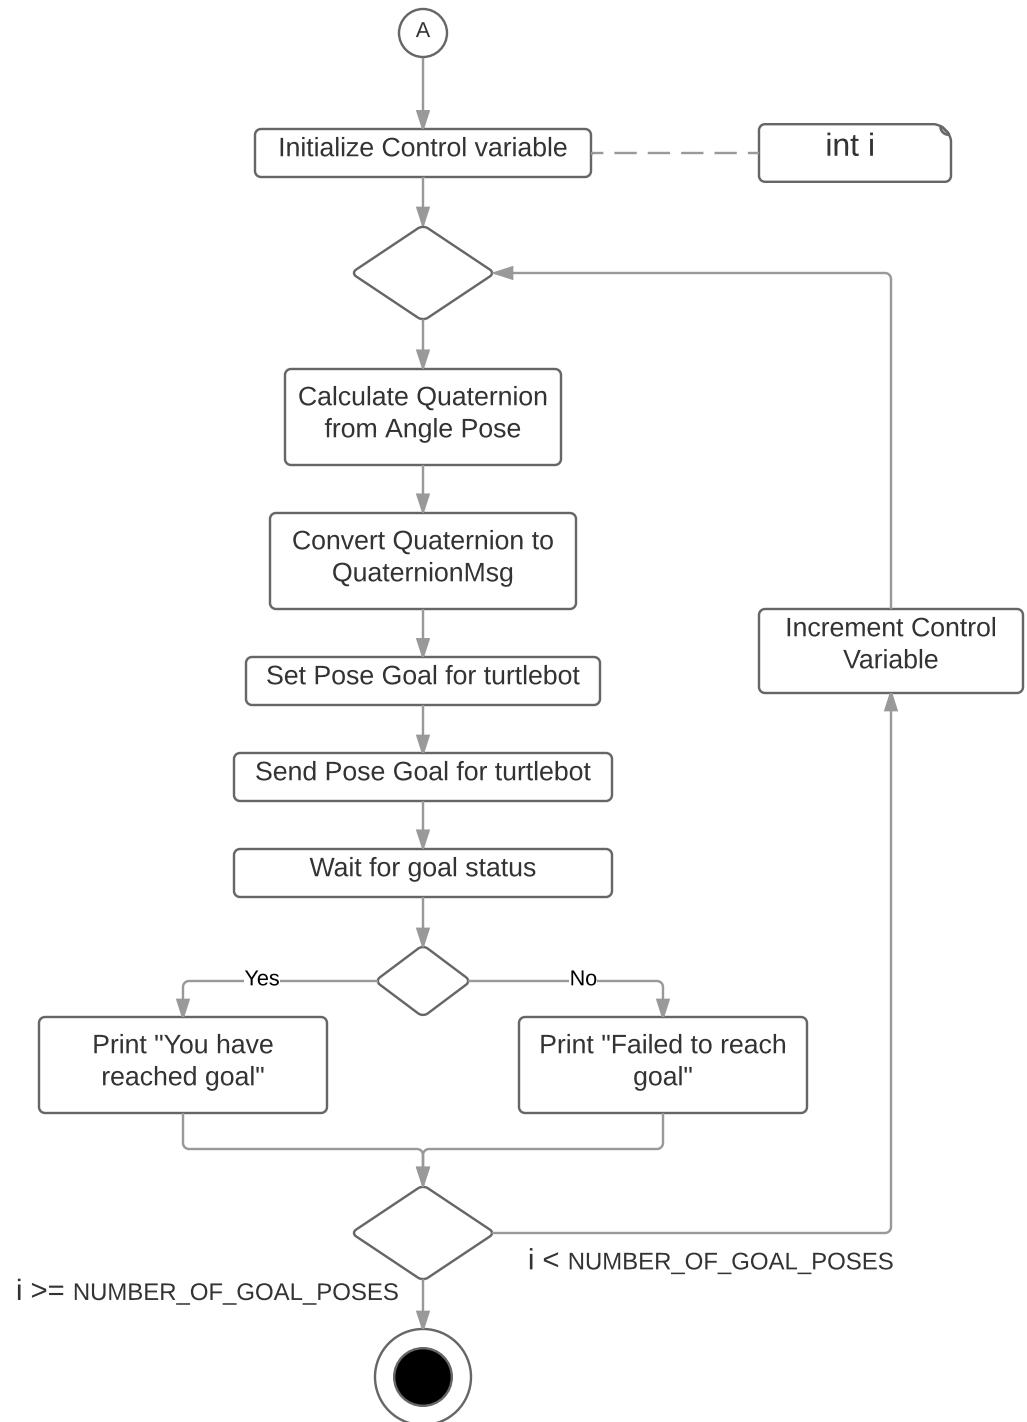 A
Initialize Control variable
int i
Calculate Quaternion
from Angle Pose
Convert Quaternion to
QuaternionMsg
Increment Control
Variable
Set Pose Goal for turtlebot
Send Pose Goal for turtlebot
Wait for goal status
Yes
No
Print "You have
reached goal"
Print "Failed to reach
goal"
i < NUMBER_OF_GOAL_POSES
i >= NUMBER_OF_GOAL_POSES